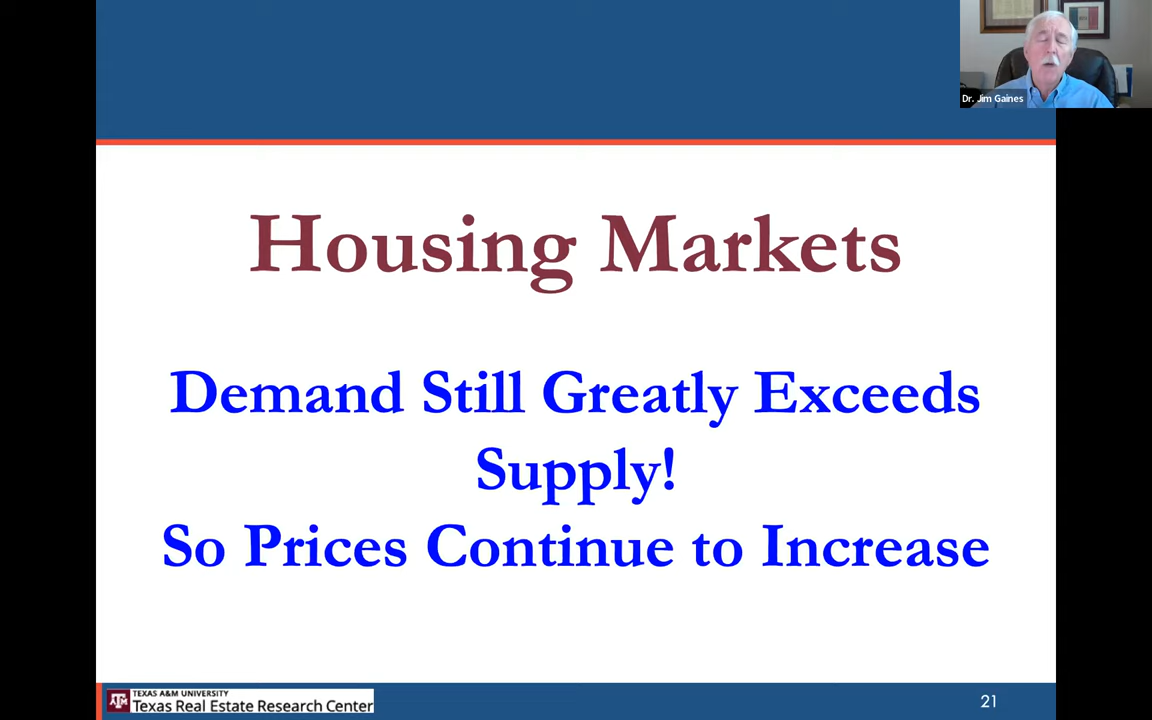 Dr. Jim Gaines
Housing Markets
Demand Still Greatly Exceeds
Supply!
So Prices Continue to Increase
TEXAS A&M UNIVERSITY
Texas Real Estate Research Center
21